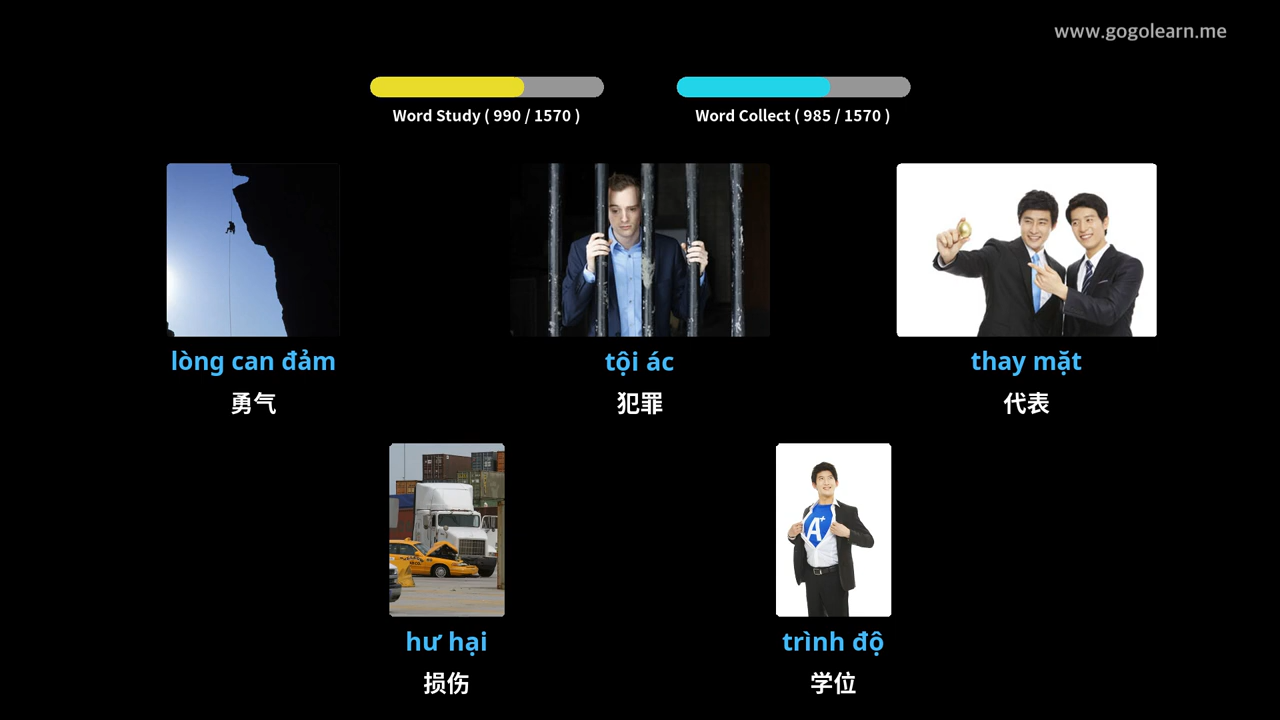 www.gogolearn.me
Word Study ( 990 / 1570 )
Word Collect ( 985 / 1570 )
lòng can đảm
勇气
tội ác
犯罪
thay mặt
代表
hư hại
损伤
A+
trình độ
学位